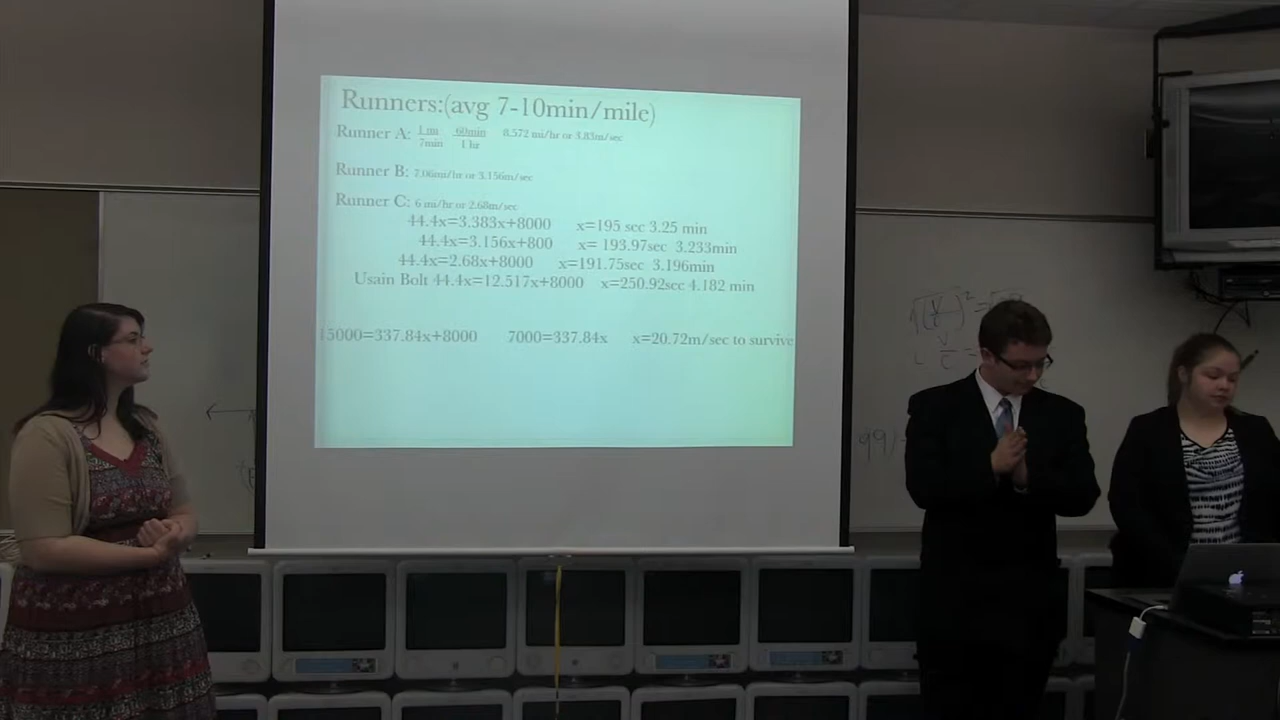 Runners:(avg 7-10min/mile)
Runner A: 1 mi 60min 8.572 mi/hr or 3.83m/sec
7min 1 hr
Runner B: 7.06mi/hr or 3.156m/sec
Runner C: 6 mi/hr or 2.68m/sec
44.4x=3.383x+8000 x=195 sec 3.25 min
44.4x=3.156x+800 x= 193.97sec 3.233min
44.4x=2.68x+8000 x=191.75sec 3.196min
Usain Bolt 44.4x=12.517x+8000 x=250.92sec 4.182 min
15000=337.84x+8000 7000=337.84x x=20.72m/sec to survive